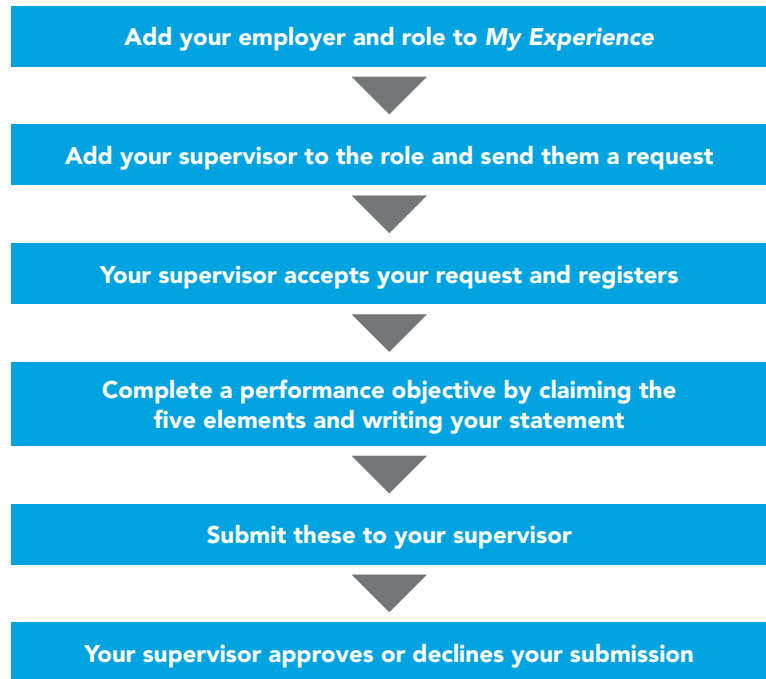 Add your employer and role to My Experience
Add your supervisor to the role and send them a request
Your supervisor accepts your request and registers
Complete a performance objective by claiming the
five elements and writing your statement
Submit these to your supervisor
Your supervisor approves or declines your submission